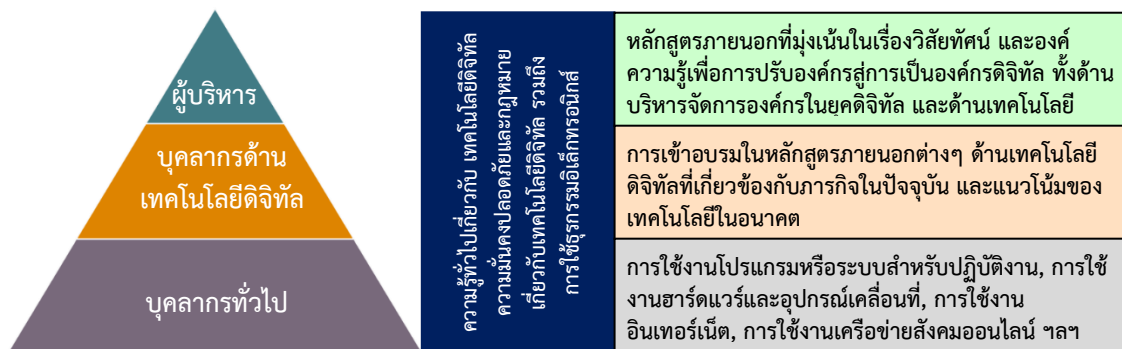 ผู้บริหาร
บุคลากรด้าน
เทคโนโลยีดิจิทัล
บุคลากรทั่วไป
ความรู้ทั่วไปเกี่ยวกับ เทคโนโลยีดิจิทัล
ความมั่นคงปลอดภัยและกฎหมาย
เกี่ยวกับเทคโนโลยีดิจิทัล รวมถึง
การใช้ธุรกรรมอิเล็กทรอนิกส์
หลักสูตรภายนอกที่มุ่งเน้นในเรื่องวิสัยทัศน์ และองค์
ความรู้เพื่อการปรับองค์กรสู่การเป็นองค์กรดิจิทัล ทั้งด้าน
บริหารจัดการองค์กรในยุคดิจิทัล และด้านเทคโนโลยี
การเข้าอบรมในหลักสูตรภายนอกต่างๆ ด้านเทคโนโลยี
ดิจิทัลที่เกี่ยวข้องกับภารกิจในปัจจุบัน และแนวโน้มของ
เทคโนโลยีในอนาคต
การใช้งานโปรแกรมหรือระบบสำหรับปฏิบัติงาน, การใช้
งานฮาร์ดแวร์และอุปกรณ์เคลื่อนที่, การใช้งาน
อินเทอร์เน็ต, การใช้งานเครือข่ายสังคมออนไลน์ ฯลฯ